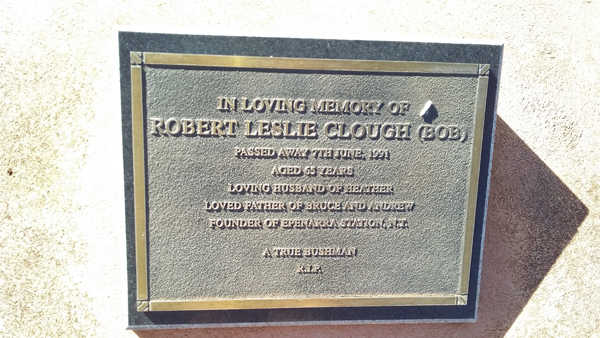 IN LOVING MEMORY OF
ROBERT LESLIE CLOUGH (BOB)
PASSED AWAY 7TH JUNE, 1991
AGED 65 YEARS
LOVING HUSBAND OF HEATHER
LOVED FATHER OF BRUCE AND ANDREW
FOUNDER OF EPENARRA STATION, N.T.
A TRUE BUSHMAN
R.I.P.